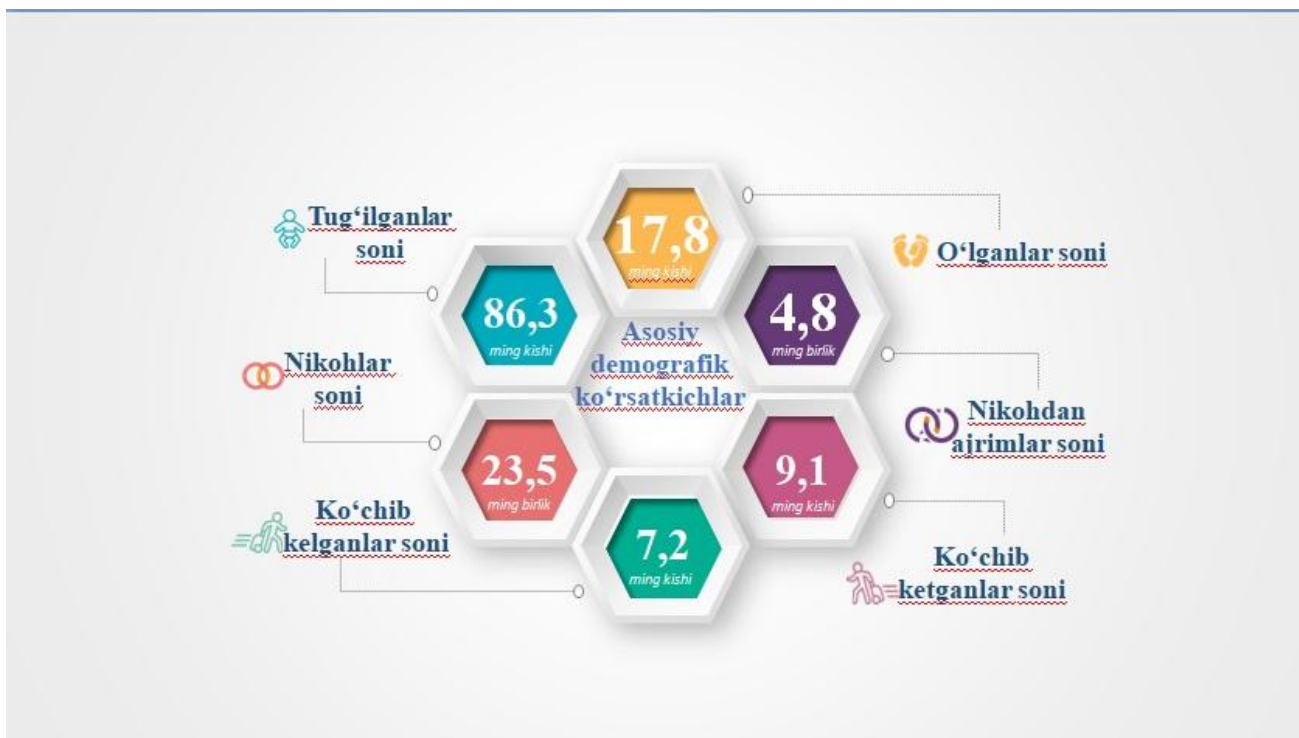 Tug‘ilganlar
soni
86,3
ming kishi
17,8
ming kishi
O‘lganlar soni
4,8
ming birlik
Nikohdan
ajrimlar soni
Asosiy
demografik
ko‘rsatkichlar
Nikohlar
soni
23,5
ming birlik
9,1
ming kishi
Ko‘chib
ketganlar soni
Ko‘chib
kelganlar soni
7,2
ming kishi